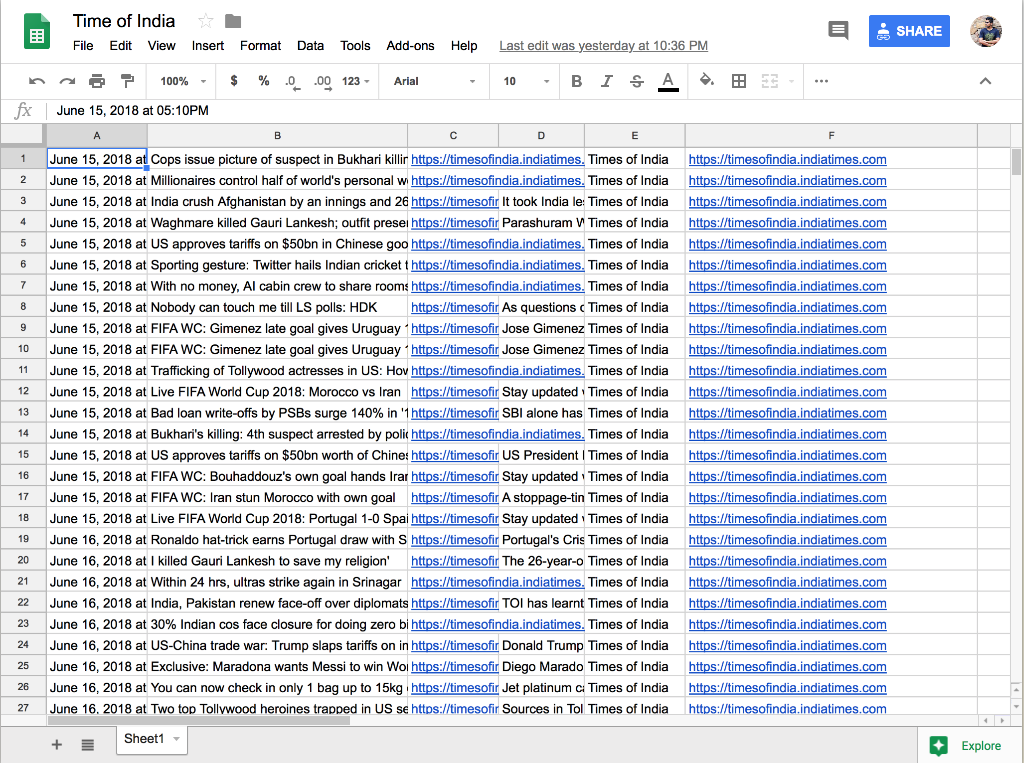 Time of India
File Edit View Insert Format Data Tools Add-ons Help Last edit was yesterday at 10:36 PM
SHARE
100% $ % .0 .00 123 Arial 10 B I S A
fx June 15, 2018 at 05:10PM
A B C D E F
1 June 15, 2018 at Cops issue picture of suspect in Bukhari killin https://timesofindia.indiatimes. Times of India https://timesofindia.indiatimes.com
2 June 15, 2018 at Millionaires control half of world's personal w https://timesofindia.indiatimes. Times of India https://timesofindia.indiatimes.com
3 June 15, 2018 at India crush Afghanistan by an innings and 26 https://timesofin It took India les Times of India https://timesofindia.indiatimes.com
4 June 15, 2018 at Waghmare killed Gauri Lankesh; outfit preser https://timesofin Parashuram W Times of India https://timesofindia.indiatimes.com
5 June 15, 2018 at US approves tariffs on $50bn in Chinese goo https://timesofindia.indiatimes. Times of India https://timesofindia.indiatimes.com
6 June 15, 2018 at Sporting gesture: Twitter hails Indian cricket t https://timesofindia.indiatimes. Times of India https://timesofindia.indiatimes.com
7 June 15, 2018 at With no money, AI cabin crew to share rooms https://timesofindia.indiatimes. Times of India https://timesofindia.indiatimes.com
8 June 15, 2018 at Nobody can touch me till LS polls: HDK https://timesofin As questions o Times of India https://timesofindia.indiatimes.com
9 June 15, 2018 at FIFA WC: Gimenez late goal gives Uruguay 1 https://timesofin Jose Gimenez Times of India https://timesofindia.indiatimes.com
10 June 15, 2018 at FIFA WC: Gimenez late goal gives Uruguay 1 https://timesofin Jose Gimenez Times of India https://timesofindia.indiatimes.com
11 June 15, 2018 at Trafficking of Tollywood actresses in US: How https://timesofindia.indiatimes. Times of India https://timesofindia.indiatimes.com
12 June 15, 2018 at Live FIFA World Cup 2018: Morocco vs Iran https://timesofin Stay updated Times of India https://timesofindia.indiatimes.com
13 June 15, 2018 at Bad loan write-offs by PSBs surge 140% in '1 https://timesofin SBI alone has Times of India https://timesofindia.indiatimes.com
14 June 15, 2018 at Bukhari's killing: 4th suspect arrested by polic https://timesofindia.indiatimes. Times of India https://timesofindia.indiatimes.com
15 June 15, 2018 at US approves tariffs on $50bn worth of Chines https://timesofin US President Times of India https://timesofindia.indiatimes.com
16 June 15, 2018 at FIFA WC: Bouhaddouz's own goal hands Iran https://timesofin Stay updated Times of India https://timesofindia.indiatimes.com
17 June 15, 2018 at FIFA WC: Iran stun Morocco with own goal https://timesofin A stoppage-tim Times of India https://timesofindia.indiatimes.com
18 June 15, 2018 at Live FIFA World Cup 2018: Portugal 1-0 Spai https://timesofin Stay updated Times of India https://timesofindia.indiatimes.com
19 June 16, 2018 at Ronaldo hat-trick earns Portugal draw with S https://timesofin Portugal's Cris Times of India https://timesofindia.indiatimes.com
20 June 16, 2018 at I killed Gauri Lankesh to save my religion' https://timesofin The 26-year-o Times of India https://timesofindia.indiatimes.com
21 June 16, 2018 at Within 24 hrs, ultras strike again in Srinagar https://timesofindia.indiatimes. Times of India https://timesofindia.indiatimes.com
22 June 16, 2018 at India, Pakistan renew face-off over diplomats https://timesofin TOI has learnt Times of India https://timesofindia.indiatimes.com
23 June 16, 2018 at 30% Indian cos face closure for doing zero bi https://timesofindia.indiatimes. Times of India https://timesofindia.indiatimes.com
24 June 16, 2018 at US-China trade war: Trump slaps tariffs on im https://timesofin Donald Trump Times of India https://timesofindia.indiatimes.com
25 June 16, 2018 at Exclusive: Maradona wants Messi to win Wor https://timesofin Diego Marado Times of India https://timesofindia.indiatimes.com
26 June 16, 2018 at You can now check in only 1 bag up to 15kg https://timesofin Jet platinum ca Times of India https://timesofindia.indiatimes.com
27 June 16, 2018 at Two top Tollywood heroines trapped in US se https://timesofin Sources in Tol Times of India https://timesofindia.indiatimes.com
Sheet1 Explore